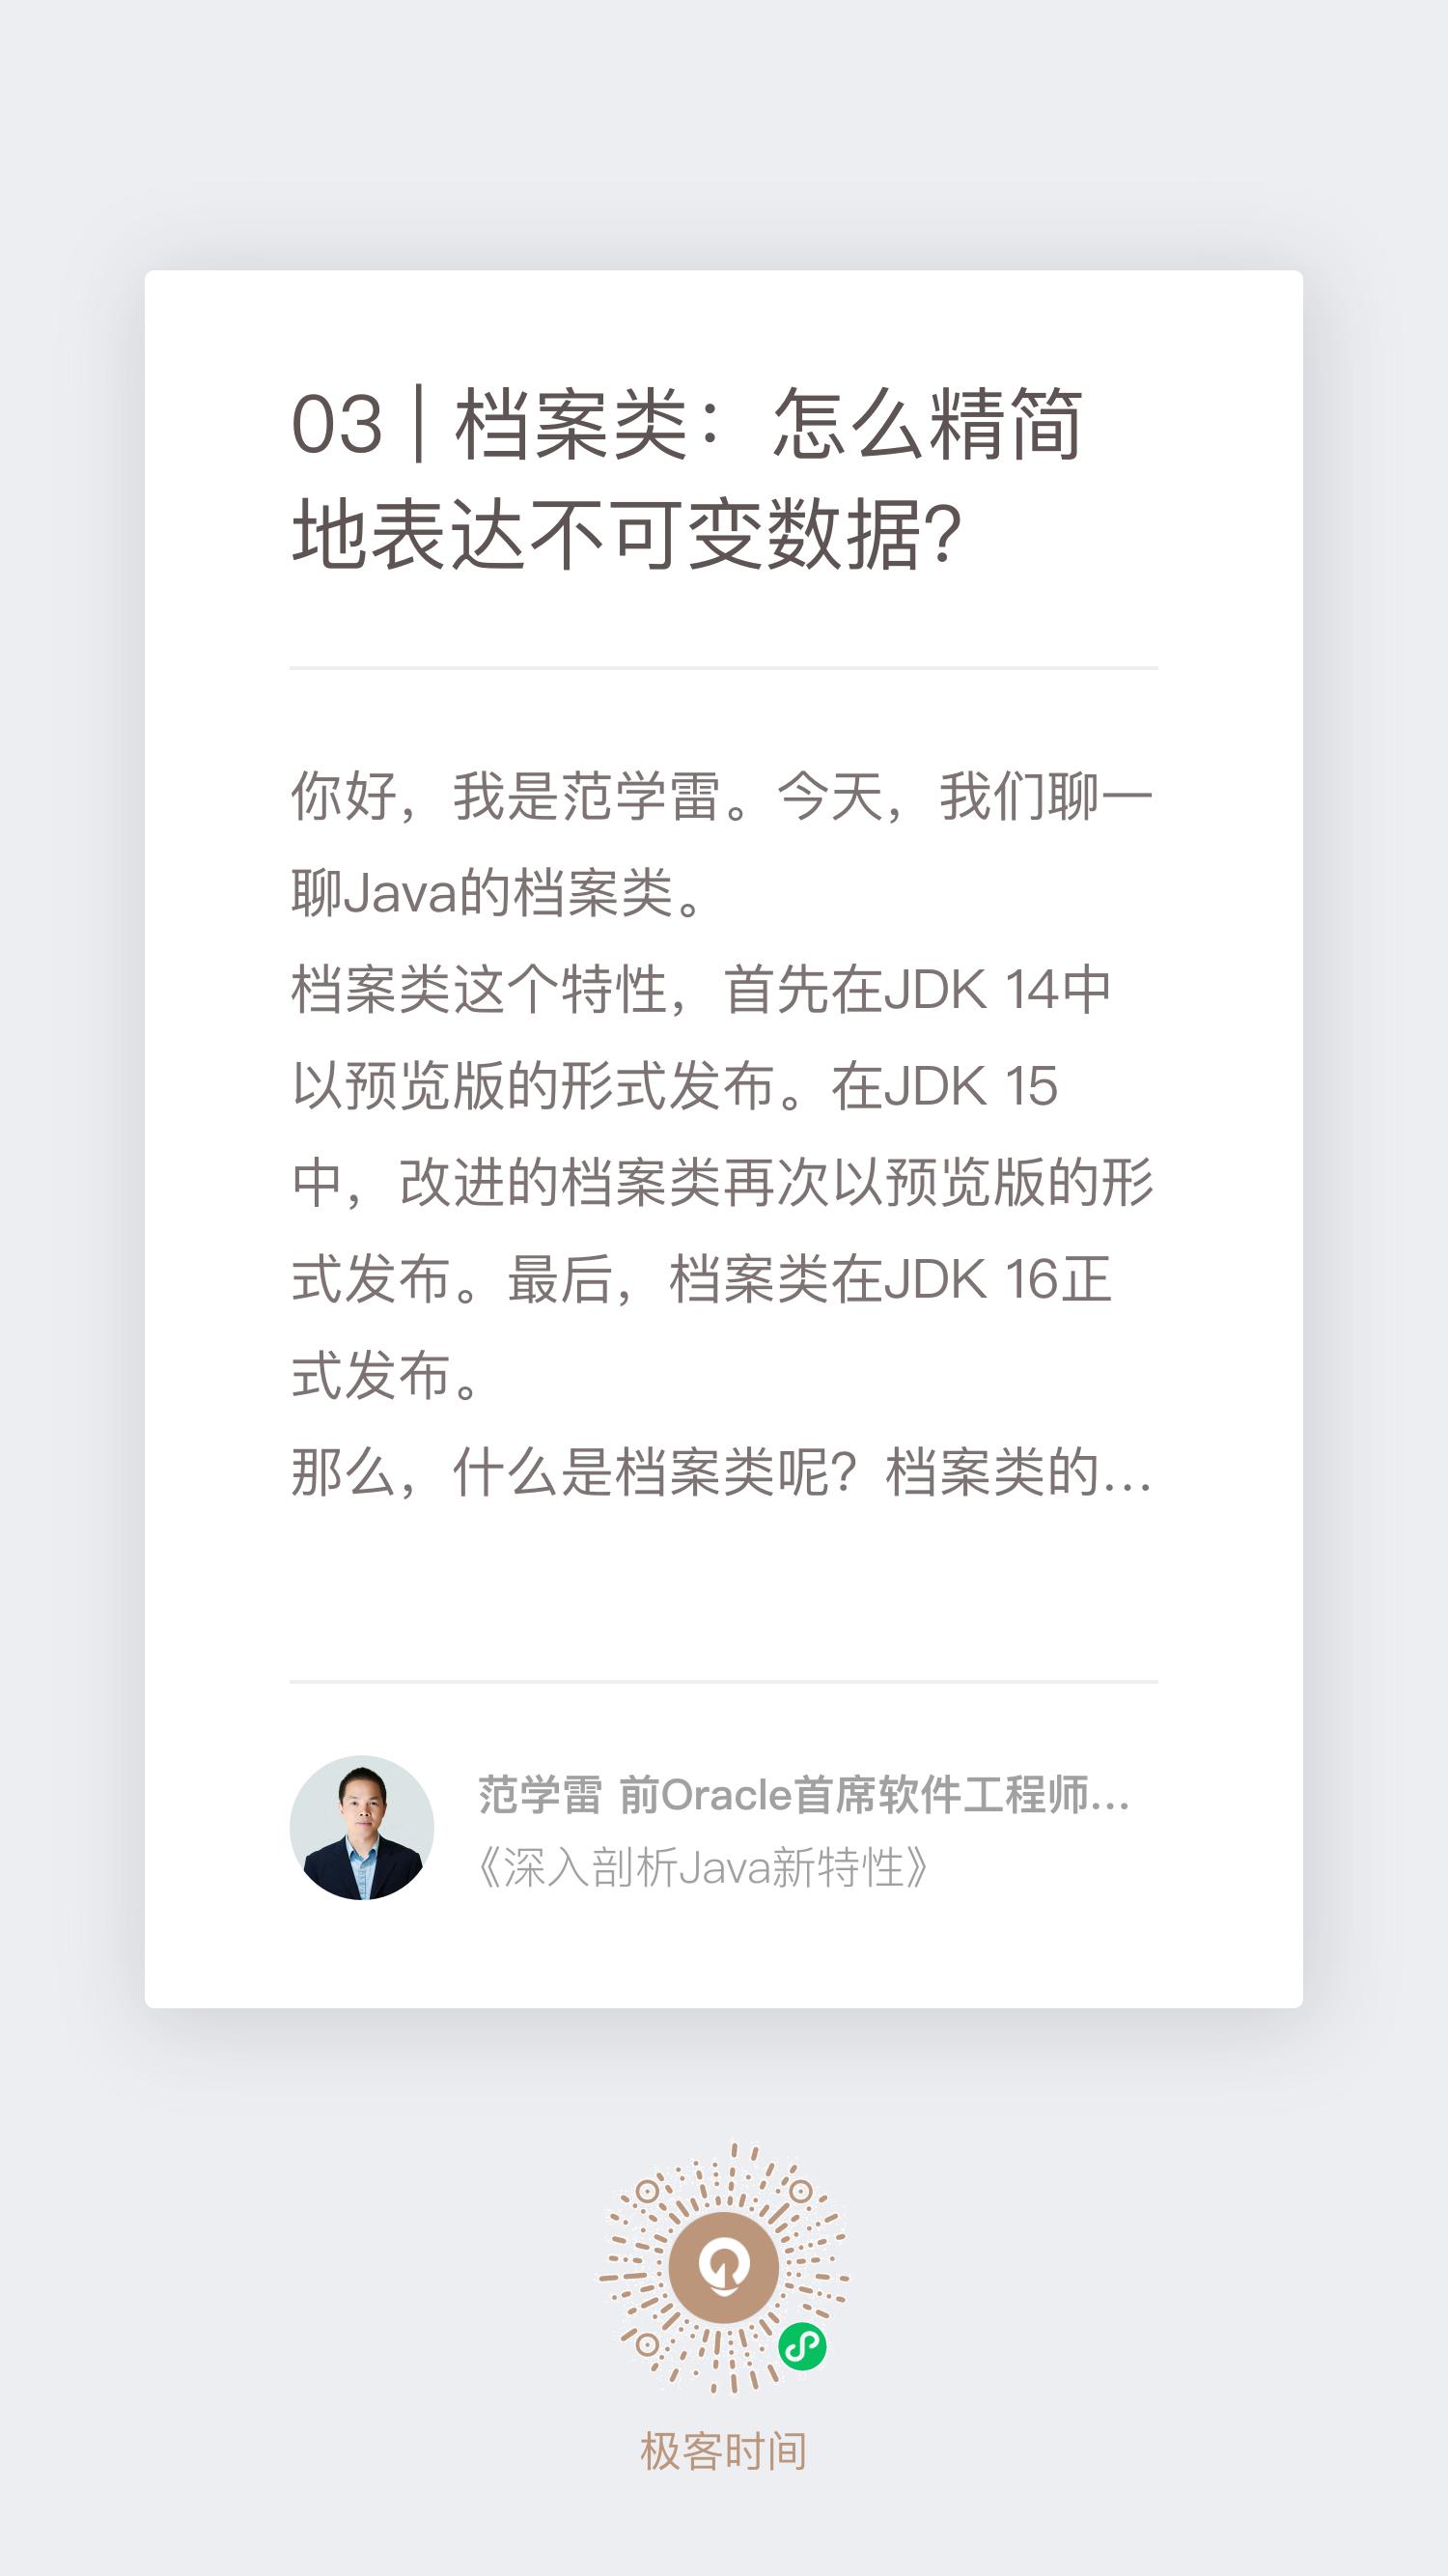 03 | 档案类：怎么精简
地表达不可变数据？
你好，我是范学雷。今天，我们聊一
聊Java的档案类。
档案类这个特性，首先在JDK 14中
以预览版的形式发布。在JDK 15
中，改进的档案类再次以预览版的形
式发布。最后，档案类在JDK 16正
式发布。
那么，什么是档案类呢？档案类的...
范学雷 前Oracle首席软件工程师...
《深入剖析Java新特性》
极客时间